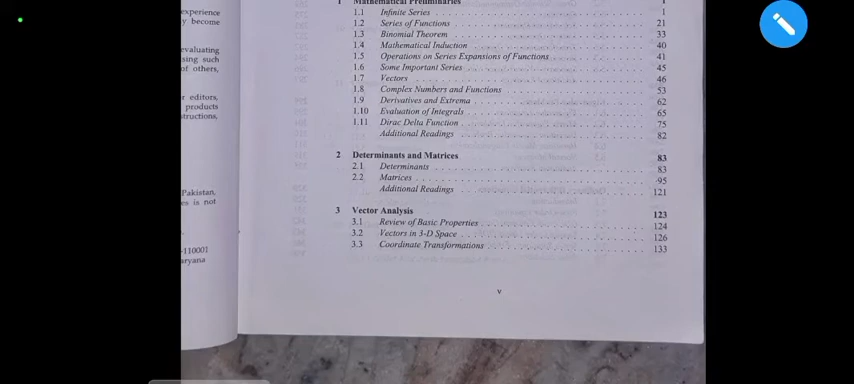 experience
y become
evaluating
sing such
of others,
r editors,
products
tructions,
Pakistan,
es is not
-110001
aryana
1 Mathematical Preliminaries 1
1.1 Infinite Series 1
1.2 Series of Functions 21
1.3 Binomial Theorem 33
1.4 Mathematical Induction 40
1.5 Operations on Series Expansions of Functions 41
1.6 Some Important Series 45
1.7 Vectors 46
1.8 Complex Numbers and Functions 53
1.9 Derivatives and Extrema 62
1.10 Evaluation of Integrals 65
1.11 Dirac Delta Function 75
Additional Readings 82
2 Determinants and Matrices 83
2.1 Determinants 83
2.2 Matrices 95
Additional Readings 121
3 Vector Analysis 123
3.1 Review of Basic Properties 124
3.2 Vectors in 3-D Space 126
3.3 Coordinate Transformations 133
v